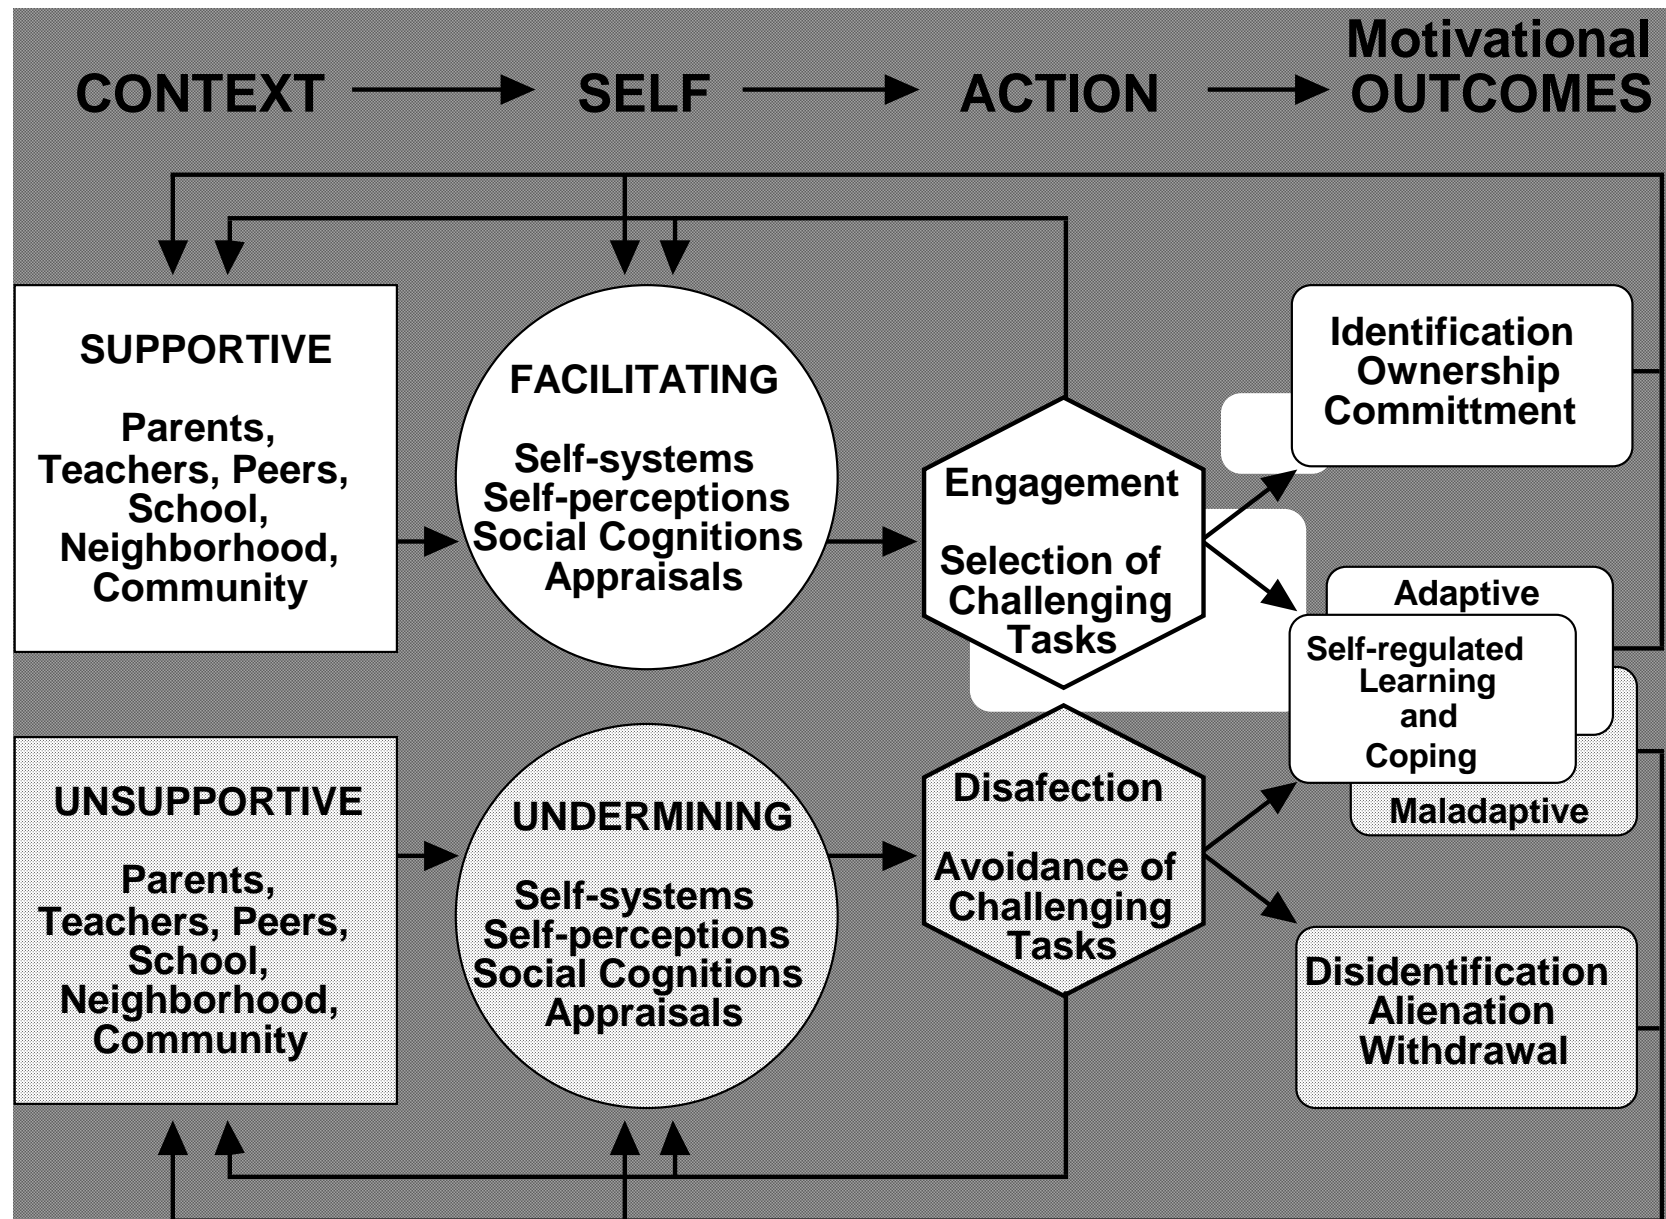 CONTEXT
SELF
ACTION
Motivational
OUTCOMES
SUPPORTIVE
Parents,
Teachers, Peers,
School,
Neighborhood,
Community
FACILITATING
Self-systems
Self-perceptions
Social Cognitions
Appraisals
Engagement
Selection of
Challenging
Tasks
Identification
Ownership
Committment
Adaptive
Self-regulated
Learning
and
Coping
Maladaptive
UNSUPPORTIVE
Parents,
Teachers, Peers,
School,
Neighborhood,
Community
UNDERMINING
Self-systems
Self-perceptions
Social Cognitions
Appraisals
Disafection
Avoidance of
Challenging
Tasks
Disidentification
Alienation
Withdrawal